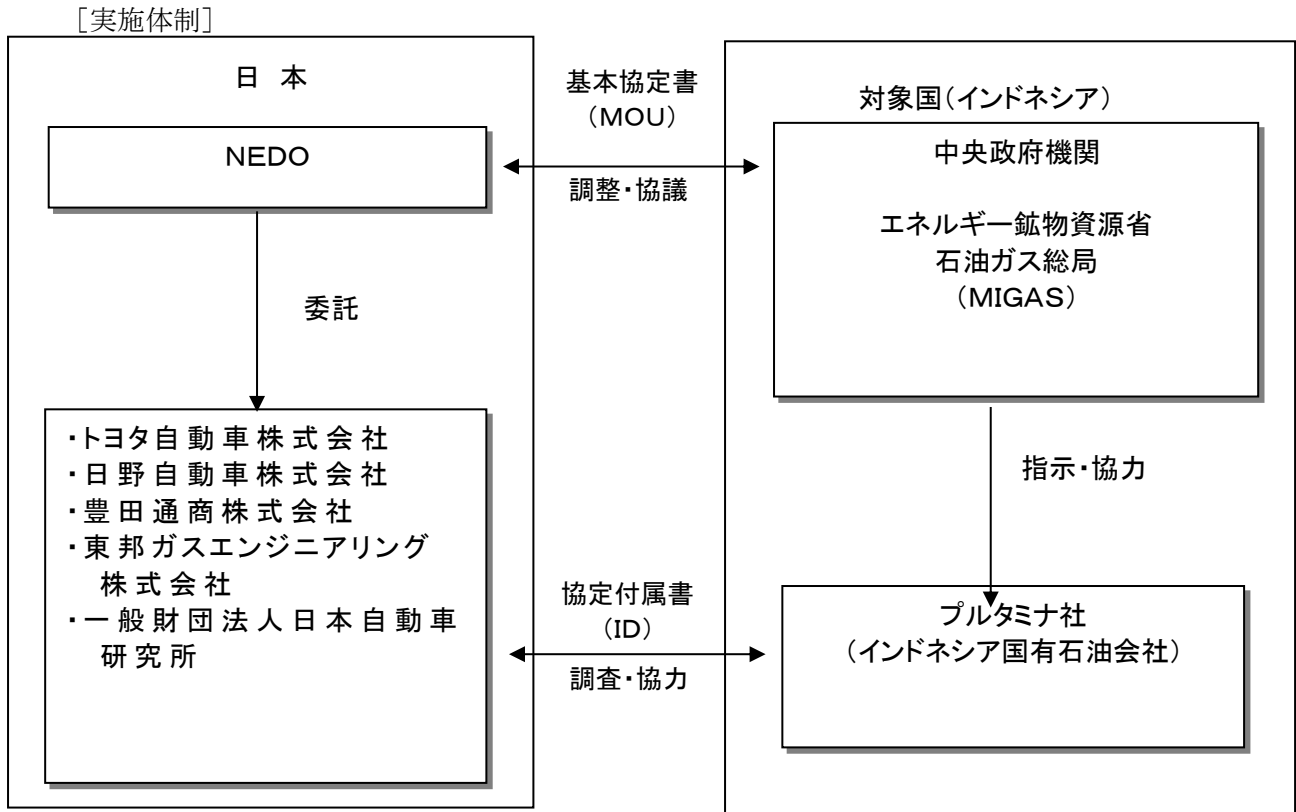 ［実施体制］
日 本
NEDO
委託
・トヨタ自動車株式会社
・日野自動車株式会社
・豊田通商株式会社
・東邦ガスエンジニアリング
株式会社
・一般財団法人日本自動車
研究所
基本協定書
（MOU）
調整・協議
協定付属書
（ID）
調査・協力
対象国（インドネシア）
中央政府機関
エネルギー鉱物資源省
石油ガス総局
（MIGAS）
指示・協力
プルタミナ社
（インドネシア国有石油会社）